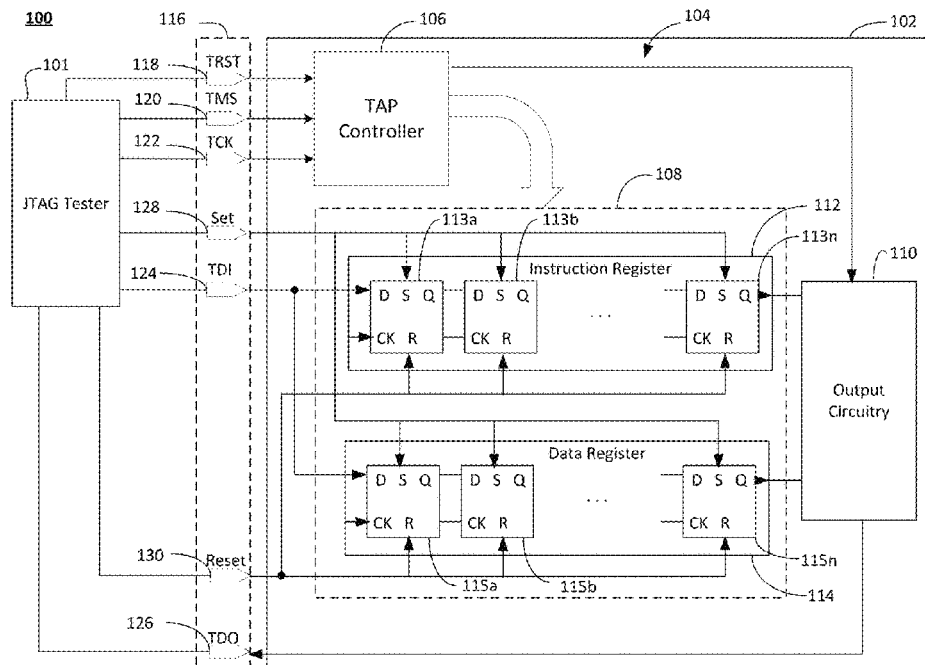 100
116
106
104
102
101
118
TRST
120
TMS
TAP
Controller
122
TCK
JTAG Tester
128
Set
108
113a
113b
112
113n
110
124
TDI
Instruction Register
D S Q
D S Q
D S Q
...
CK R
CK R
CK R
Output
Circuitry
Data Register
D S Q
D S Q
D S Q
...
CK R
CK R
CK R
130
Reset
115a
115b
115n
114
126
TDO